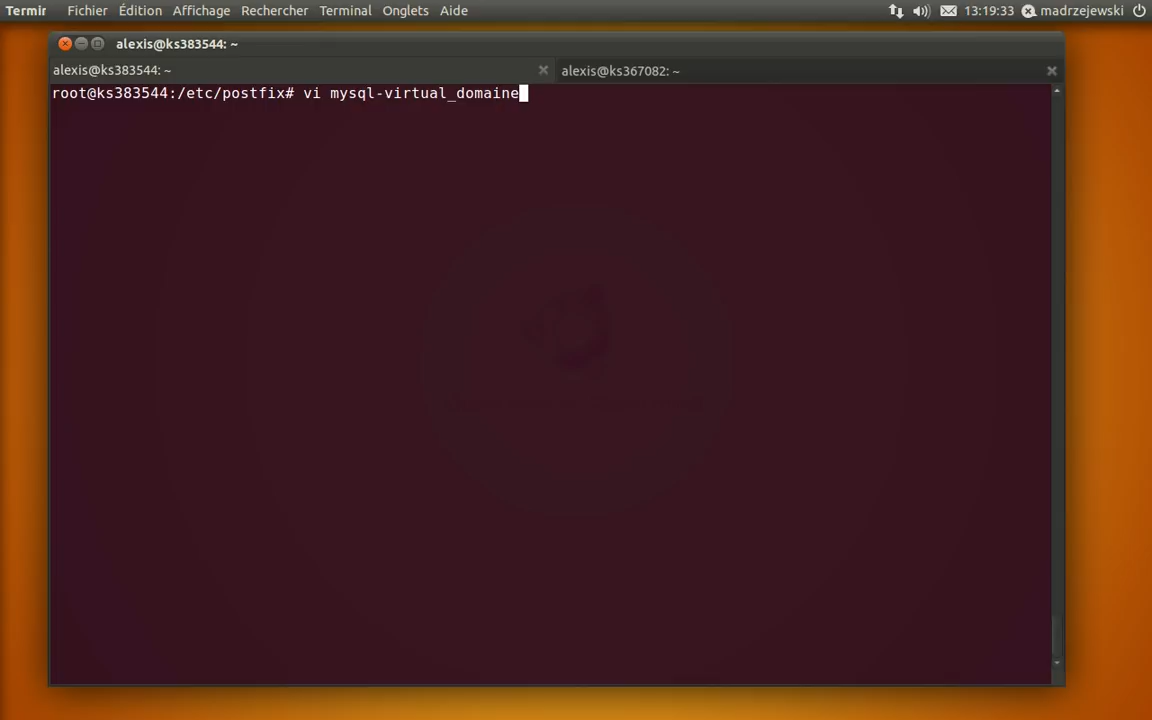 Termir Fichier Édition Affichage Rechercher Terminal Onglets Aide 13:19:33 madrzejewski
alexis@ks383544: ~
alexis@ks383544: ~ alexis@ks367082: ~
root@ks383544:/etc/postfix# vi mysql-virtual_domaine